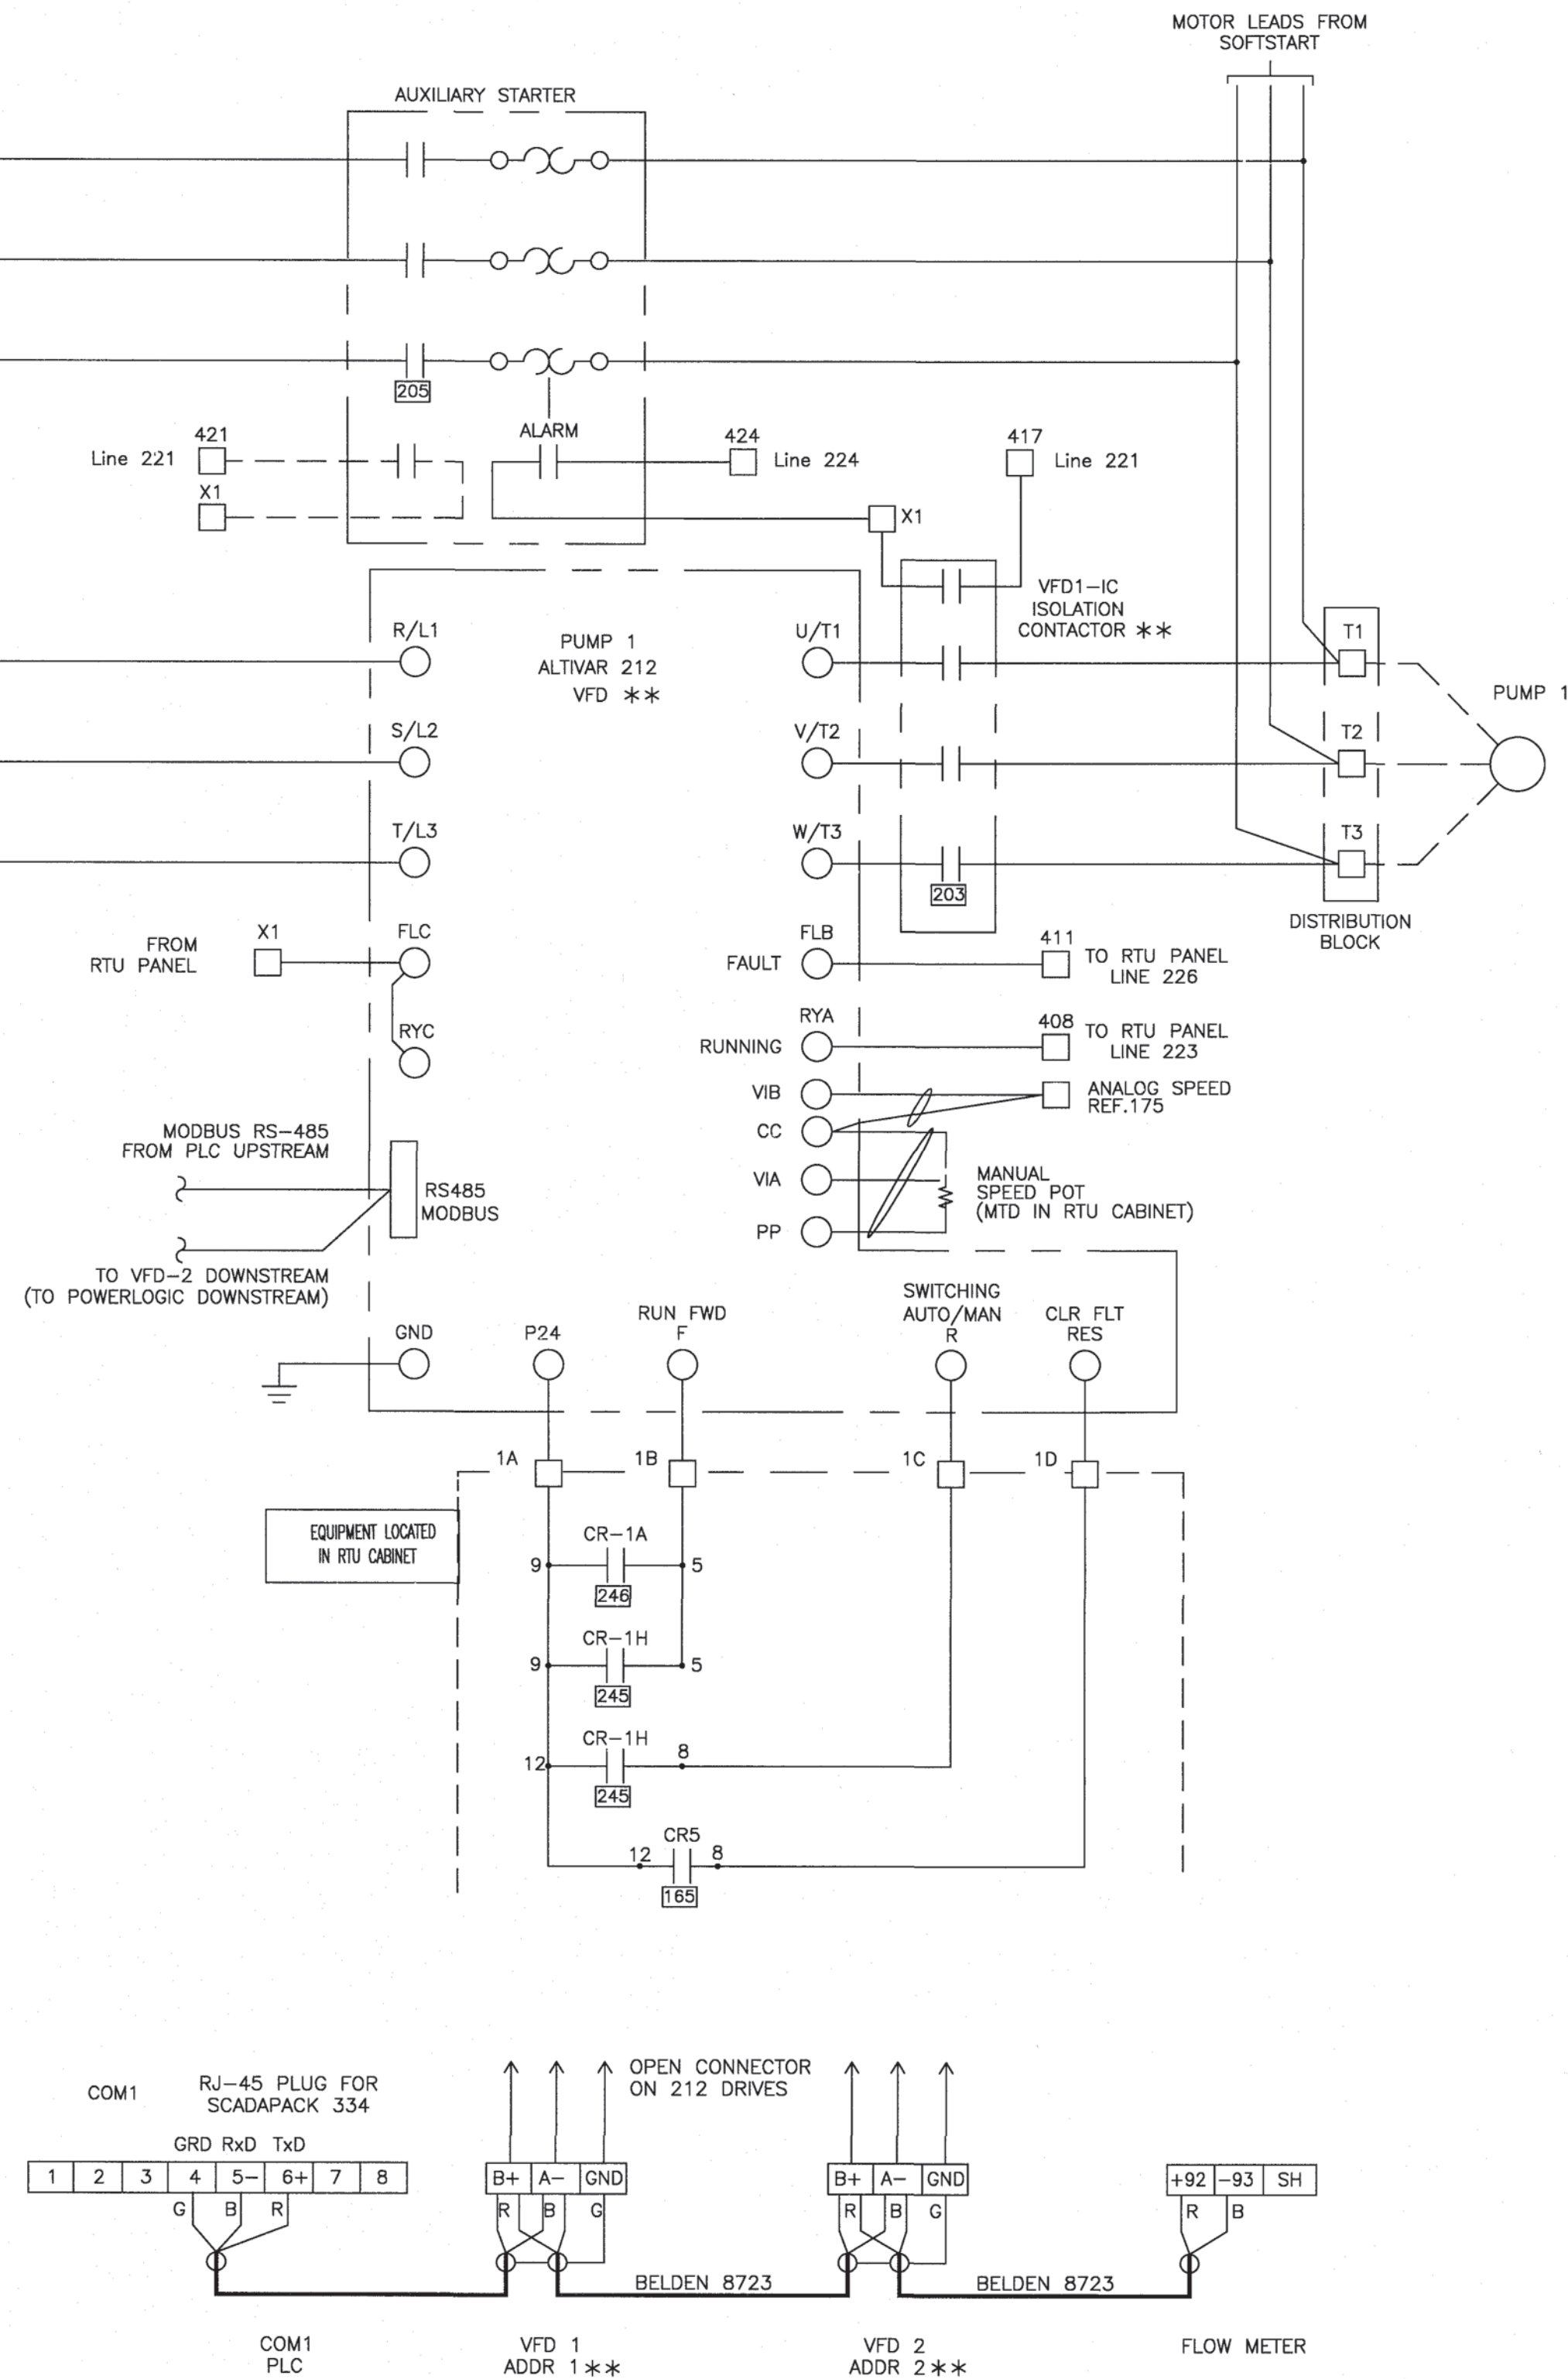 MOTOR LEADS FROM
SOFTSTART
AUXILIARY STARTER
205
ALARM
421
Line 221
X1
424
Line 224
417
Line 221
X1
VFD1-IC
ISOLATION
CONTACTOR **
R/L1
PUMP 1
ALTIVAR 212
VFD **
U/T1
T1
PUMP 1
S/L2
V/T2
T2
T/L3
W/T3
T3
203
DISTRIBUTION
BLOCK
FROM
RTU PANEL
X1
FLC
FLB
FAULT
411
TO RTU PANEL
LINE 226
RYC
RYA
RUNNING
408
TO RTU PANEL
LINE 223
VIB
ANALOG SPEED
REF.175
CC
MODBUS RS-485
FROM PLC UPSTREAM
VIA
MANUAL
SPEED POT
(MTD IN RTU CABINET)
RS485
MODBUS
PP
TO VFD-2 DOWNSTREAM
(TO POWERLOGIC DOWNSTREAM)
GND
P24
RUN FWD
F
SWITCHING
AUTO/MAN
R
CLR FLT
RES
1A
1B
1C
1D
EQUIPMENT LOCATED
IN RTU CABINET
CR-1A
9
5
246
CR-1H
9
5
245
CR-1H
12
8
245
CR5
12
8
165
COM1
RJ-45 PLUG FOR
SCADAPACK 334
OPEN CONNECTOR
ON 212 DRIVES
GRD RxD TxD
1 2 3 4 5- 6+ 7 8
B+ A- GND
B+ A- GND
+92 -93 SH
G B R
R B G
R B G
R B
BELDEN 8723
BELDEN 8723
COM1
PLC
VFD 1
ADDR 1**
VFD 2
ADDR 2**
FLOW METER